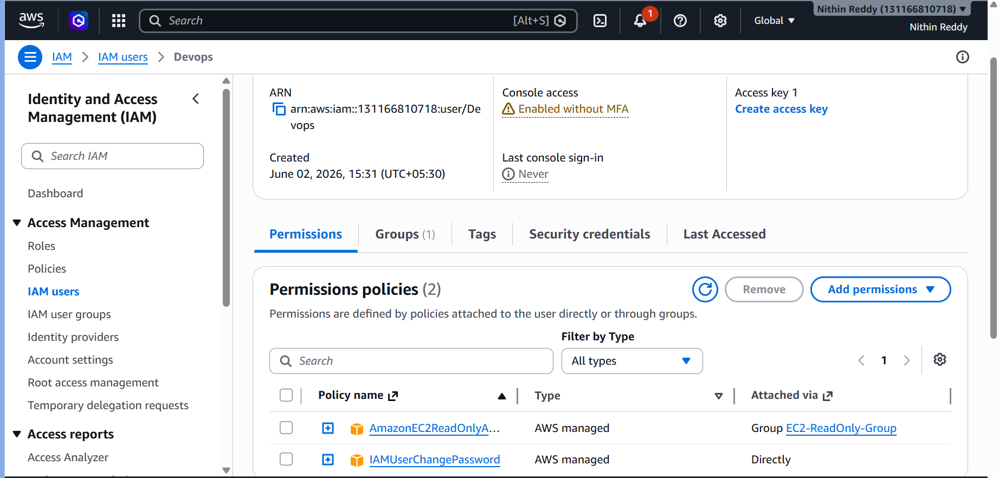 aws
Search
[Alt+S]
1
Global
Nithin Reddy (131166810718)
Nithin Reddy
IAM
IAM users
Devops
Identity and Access
Management (IAM)
Search IAM
Dashboard
Access Management
Roles
Policies
IAM users
IAM user groups
Identity providers
Account settings
Root access management
Temporary delegation requests
Access reports
Access Analyzer
ARN
arn:aws:iam::131166810718:user/De
vops
Created
June 02, 2026, 15:31 (UTC+05:30)
Console access
Enabled without MFA
Last console sign-in
Never
Access key 1
Create access key
Permissions
Groups (1)
Tags
Security credentials
Last Accessed
Permissions policies (2)
Remove
Add permissions
Permissions are defined by policies attached to the user directly or through groups.
Filter by Type
Search
All types
1
Policy name
Type
Attached via
AmazonEC2ReadOnlyA...
AWS managed
Group EC2-ReadOnly-Group
IAMUserChangePassword
AWS managed
Directly